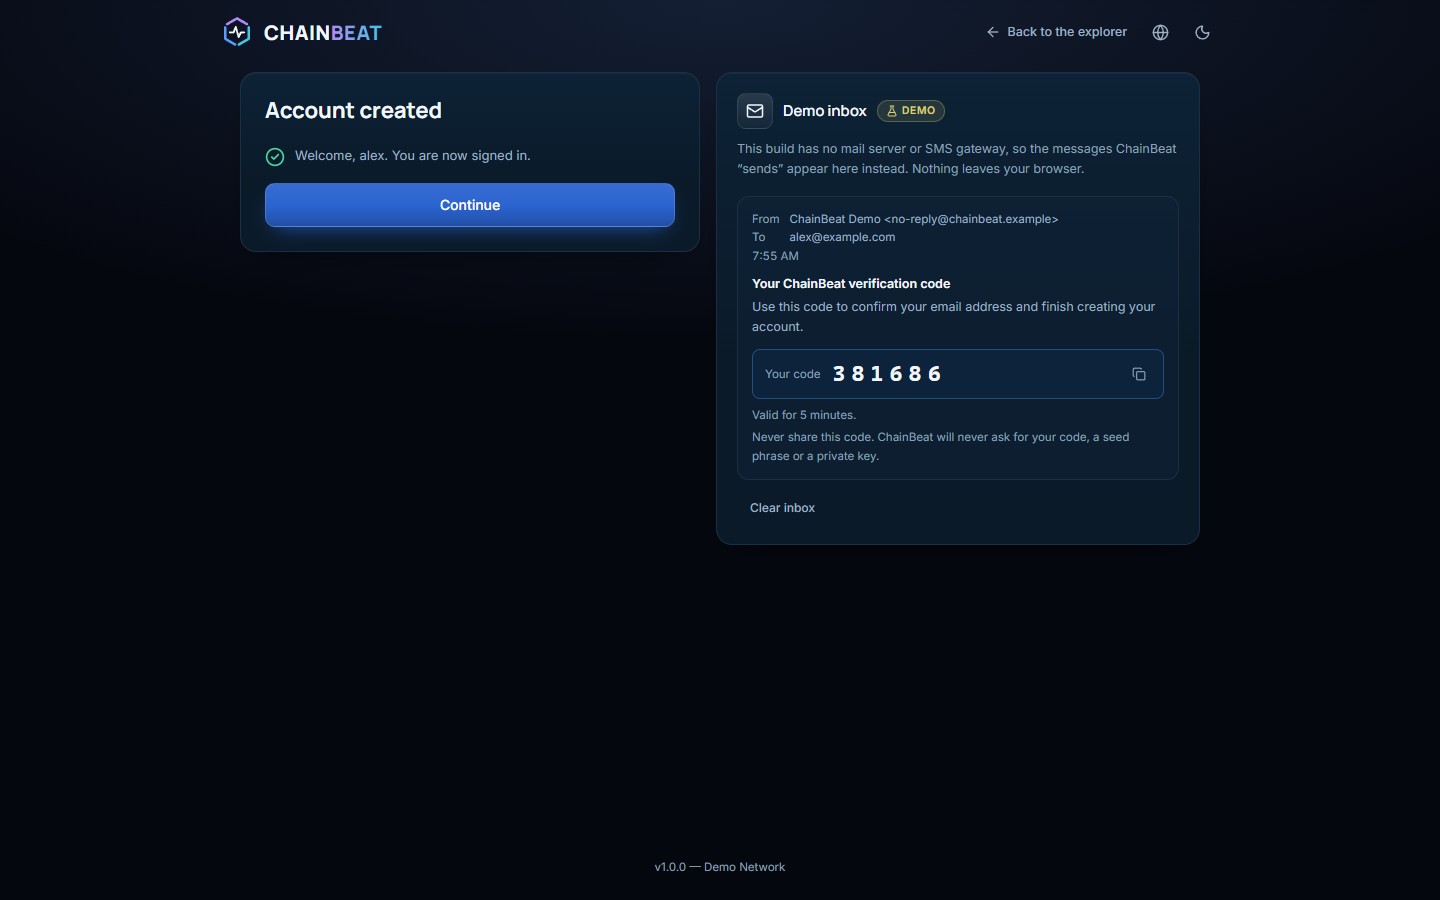 CHAINBEAT
Back to the explorer
Account created
Welcome, alex. You are now signed in.
Continue
Demo inbox
DEMO
This build has no mail server or SMS gateway, so the messages ChainBeat
“sends” appear here instead. Nothing leaves your browser.
From ChainBeat Demo <no-reply@chainbeat.example>
To alex@example.com
7:55 AM
Your ChainBeat verification code
Use this code to confirm your email address and finish creating your
account.
Your code 381686
Valid for 5 minutes.
Never share this code. ChainBeat will never ask for your code, a seed
phrase or a private key.
Clear inbox
v1.0.0 — Demo Network